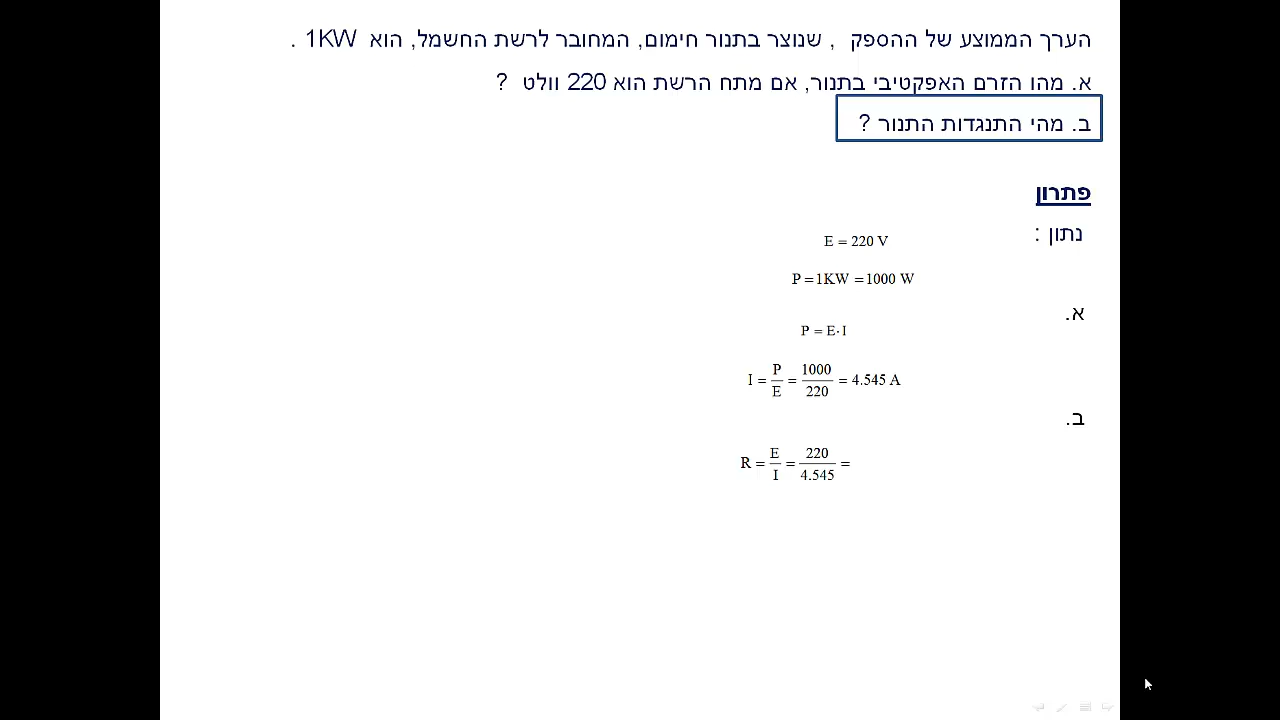 הערך הממוצע של ההספק , שנוצר בתנור חימום, המחובר לרשת החשמל, הוא 1KW .
א. מהו הזרם האפקטיבי בתנור, אם מתח הרשת הוא 220 וולט ?
ב. מהי התנגדות התנור ?
פתרון
נתון :
E = 220 V
P = 1KW = 1000 W
א.
P = E·I
I = P/E = 1000/220 = 4.545 A
ב.
R = E/I = 220/4.545 =